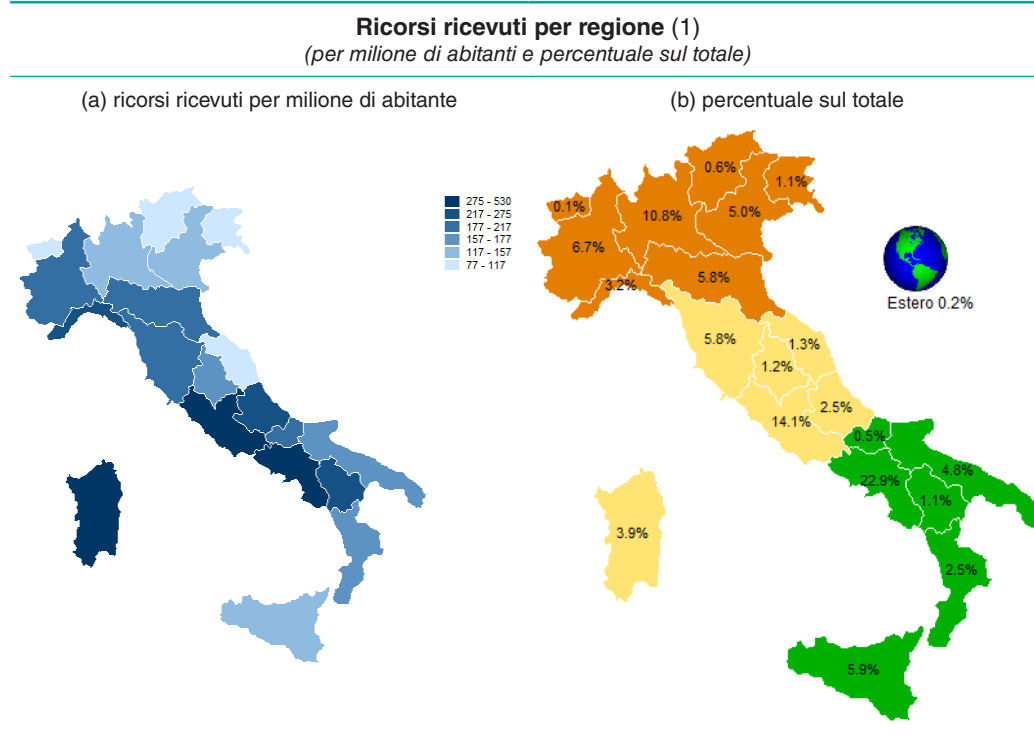 Ricorsi ricevuti per regione (1)
(per milione di abitanti e percentuale sul totale)
(a) ricorsi ricevuti per milione di abitante
275 - 530
217 - 275
177 - 217
157 - 177
117 - 157
77 - 117
(b) percentuale sul totale
0.6%
1.1%
0.1%
10.8%
5.0%
6.7%
5.8%
3.2%
Estero 0.2%
5.8%
1.3%
1.2%
2.5%
14.1%
0.5%
4.8%
22.9%
1.1%
3.9%
2.5%
5.9%